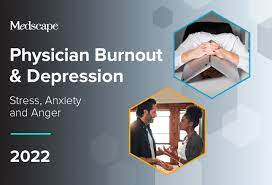 Medscape
Physician Burnout
& Depression
Stress, Anxiety
and Anger
2022